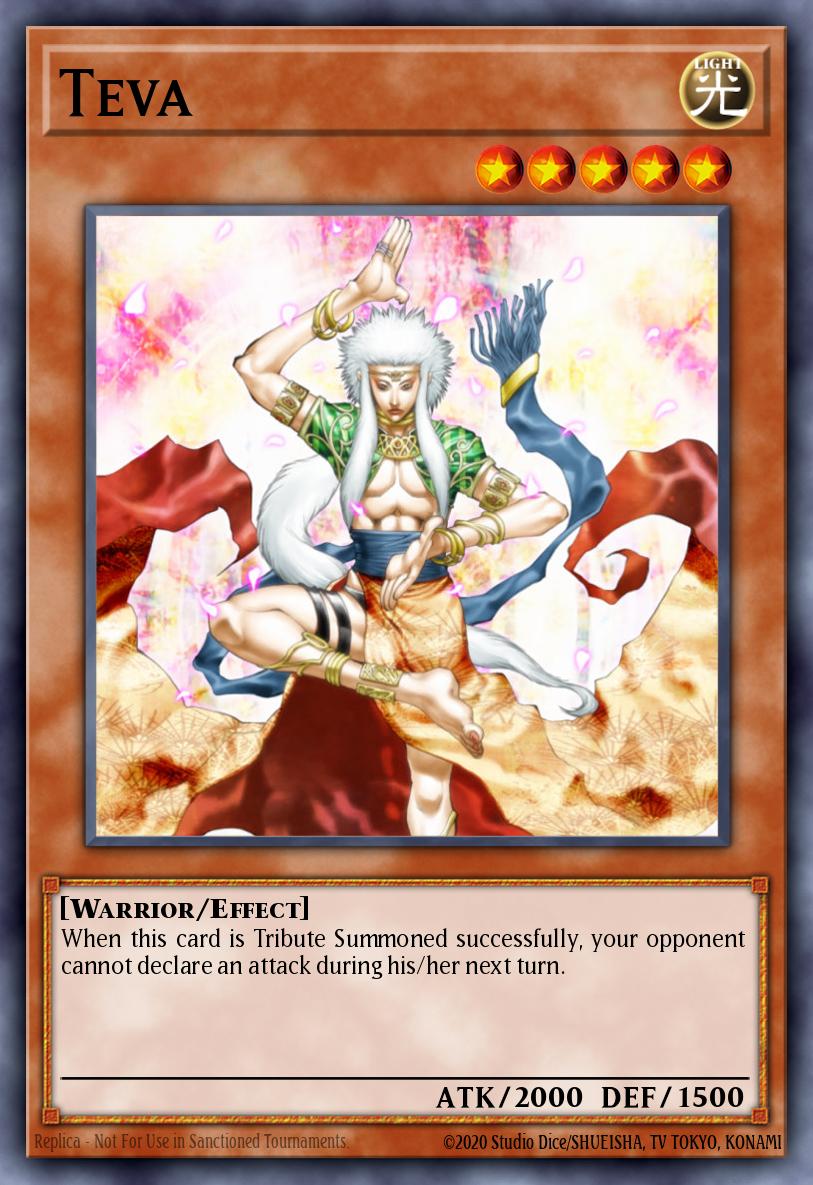 Teva
LIGHT
光
[Warrior/Effect]
When this card is Tribute Summoned successfully, your opponent
cannot declare an attack during his/her next turn.
ATK/2000 DEF/1500
Replica - Not For Use in Sanctioned Tournaments.
©2020 Studio Dice/SHUEISHA, TV TOKYO, KONAMI